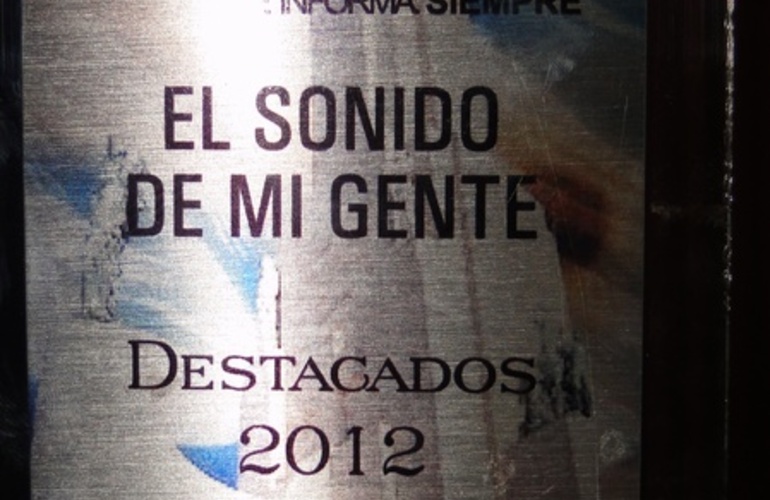 INFORMA SIEMPRE
EL SONIDO
DE MI GENTE
DESTACADOS
2012